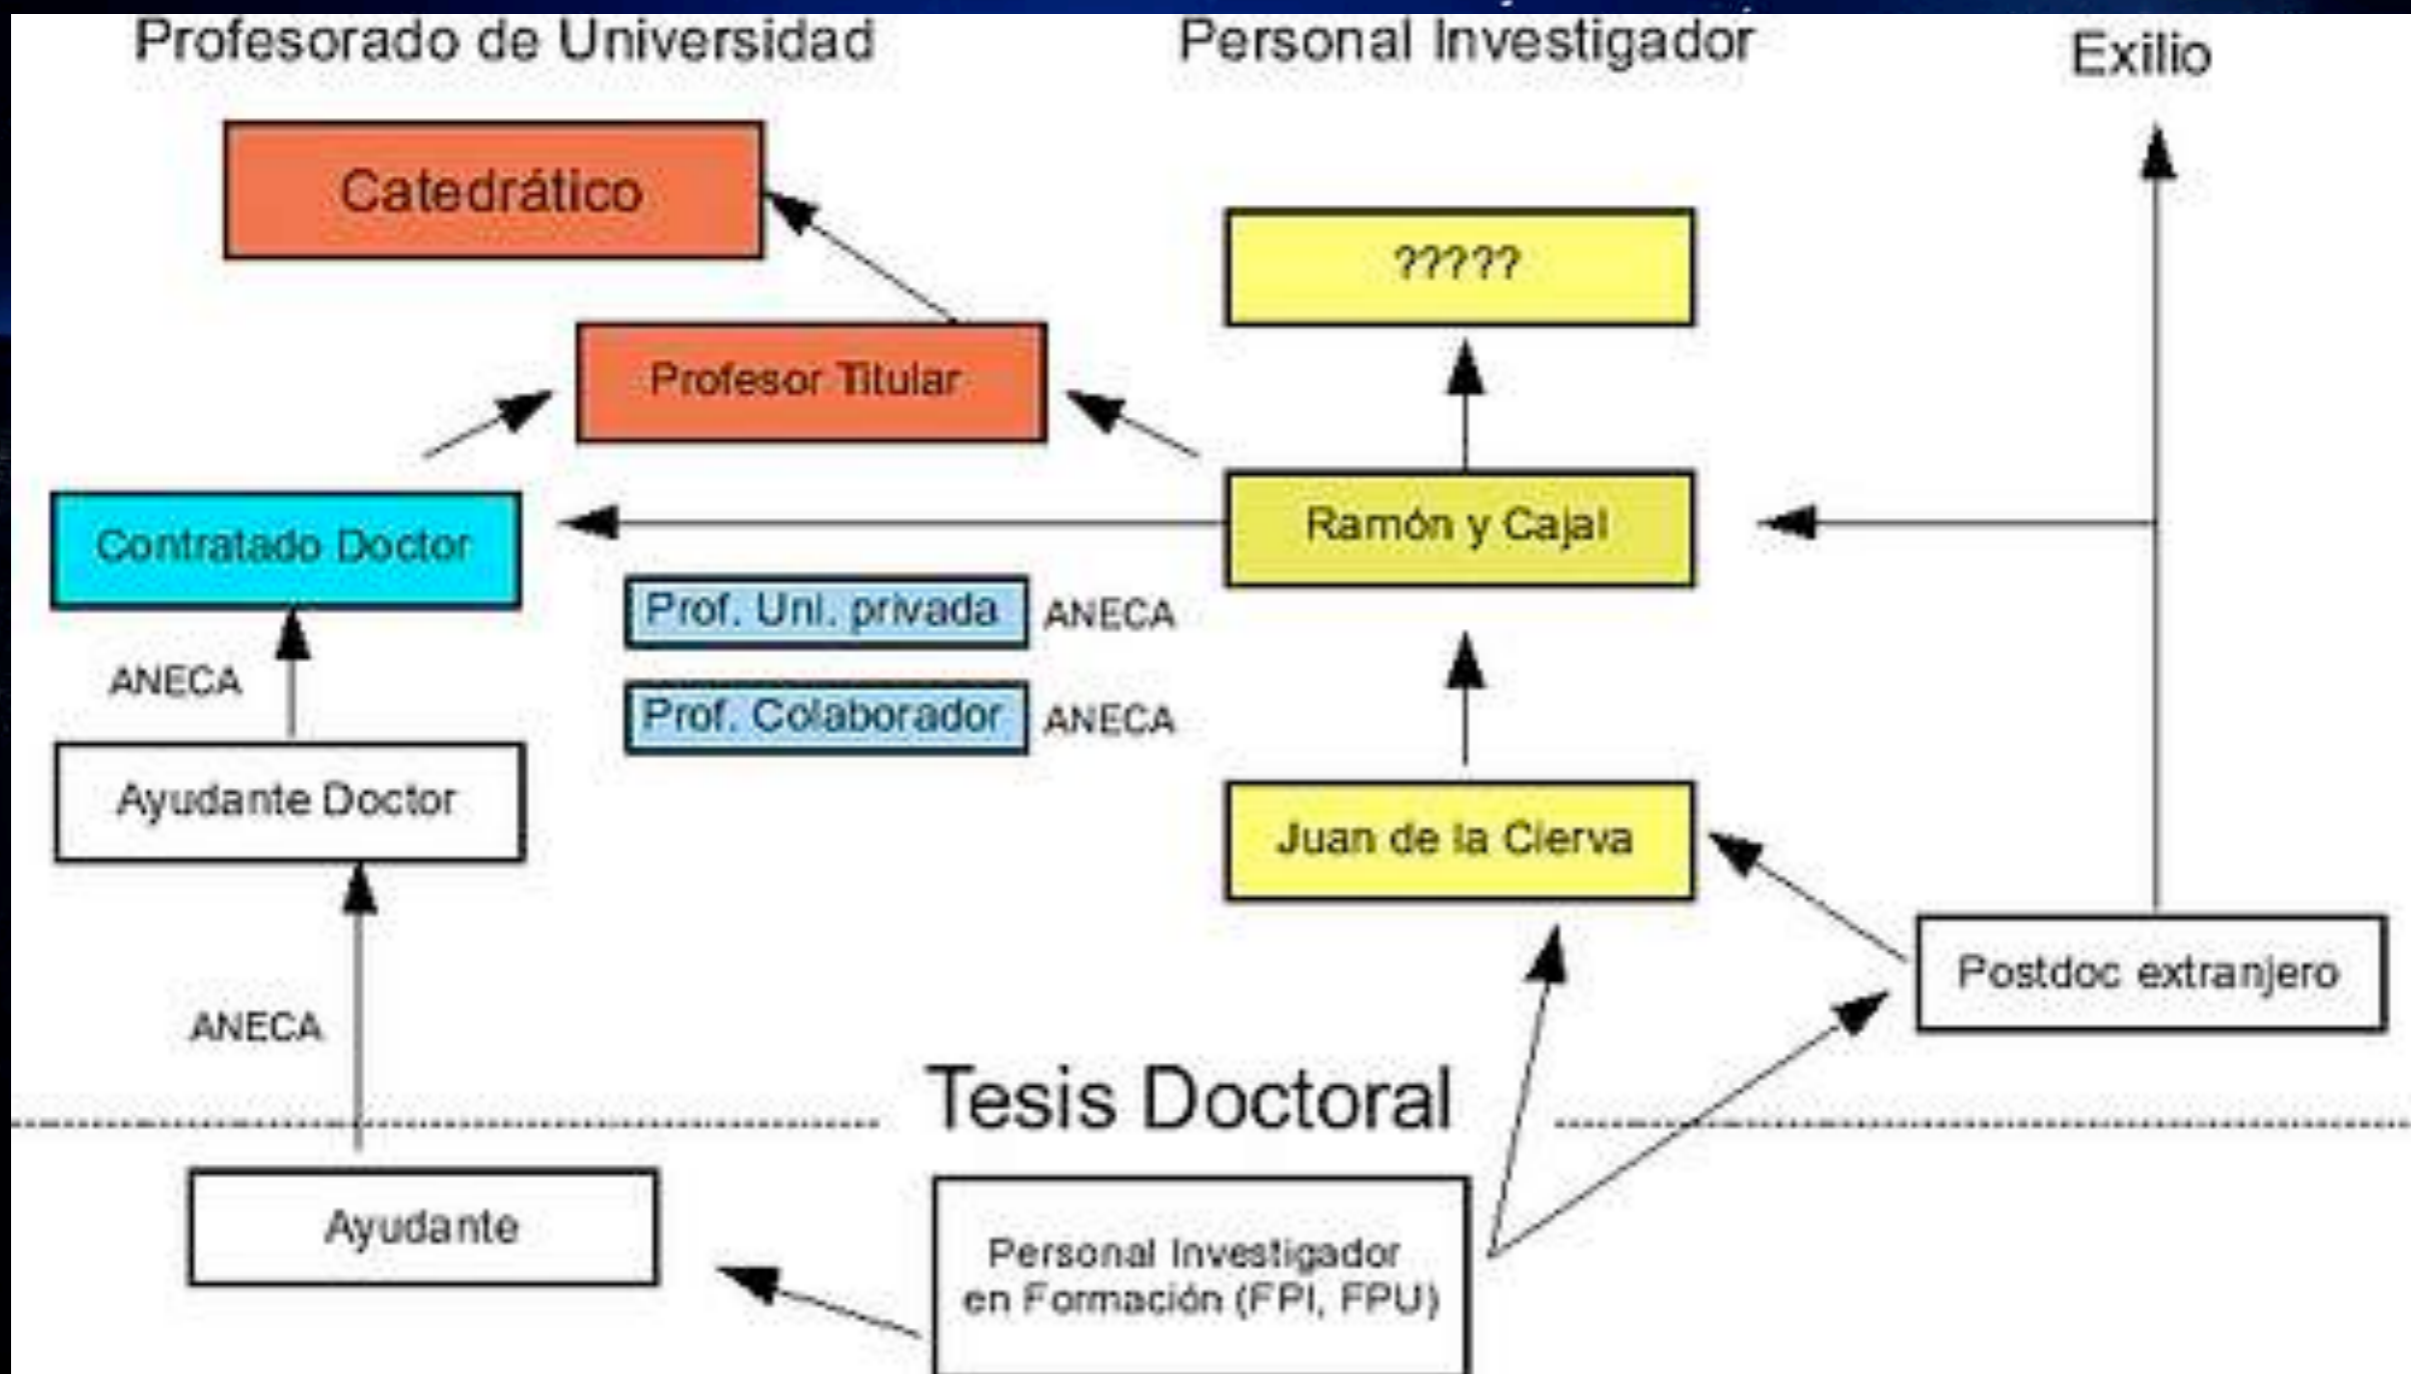 Profesorado de Universidad
Personal Investigador
Exilio
Catedrático
?????
Profesor Titular
Ramón y Cajal
Contratado Doctor
Prof. Uni. privada ANECA
ANECA
Prof. Colaborador ANECA
Ayudante Doctor
Juan de la Cierva
Postdoc extranjero
ANECA
Tesis Doctoral
Ayudante
Personal Investigador
en Formación (FPI, FPU)